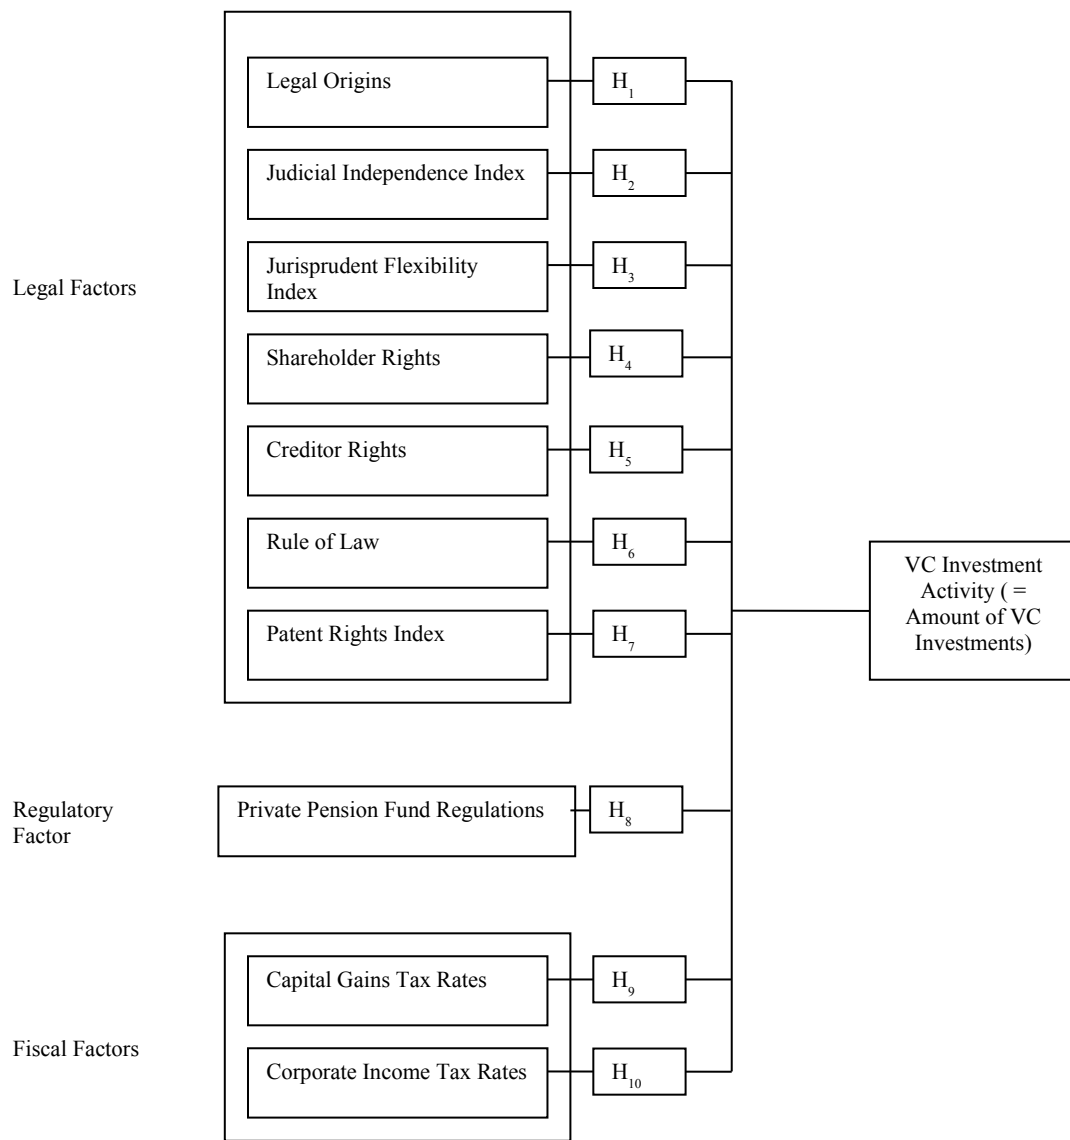 Legal Factors
Legal Origins
H₁
Judicial Independence Index
H₂
Jurisprudent Flexibility
Index
H₃
Shareholder Rights
H₄
Creditor Rights
H₅
Rule of Law
H₆
Patent Rights Index
H₇
Regulatory
Factor
Private Pension Fund Regulations
H₈
Fiscal Factors
Capital Gains Tax Rates
H₉
Corporate Income Tax Rates
H₁₀
VC Investment
Activity ( =
Amount of VC
Investments)